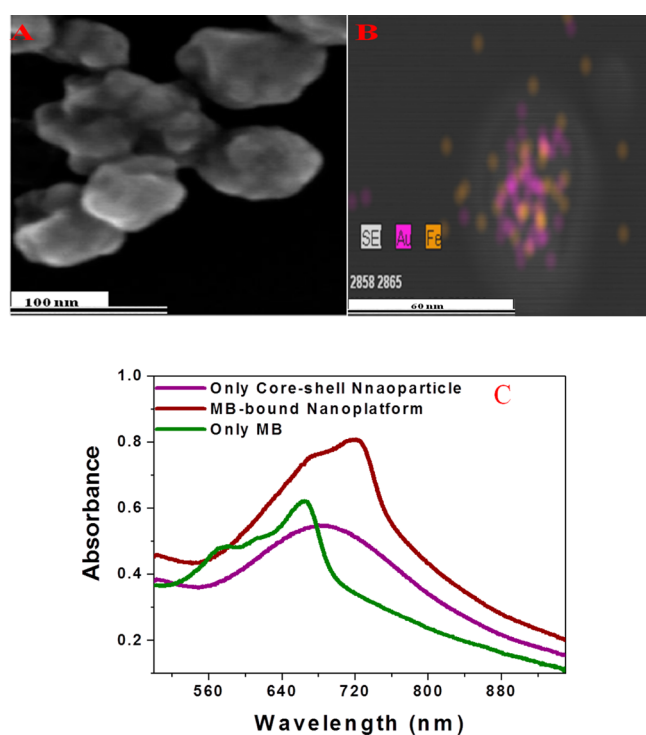 A
100 nm
B
SE Au Fe
2858 2865
60 nm
C
Only Core-shell Nnaoparticle
MB-bound Nanoplatform
Only MB
1.0
0.8
0.6
0.4
0.2
Absorbance
560 640 720 800 880
Wavelength (nm)